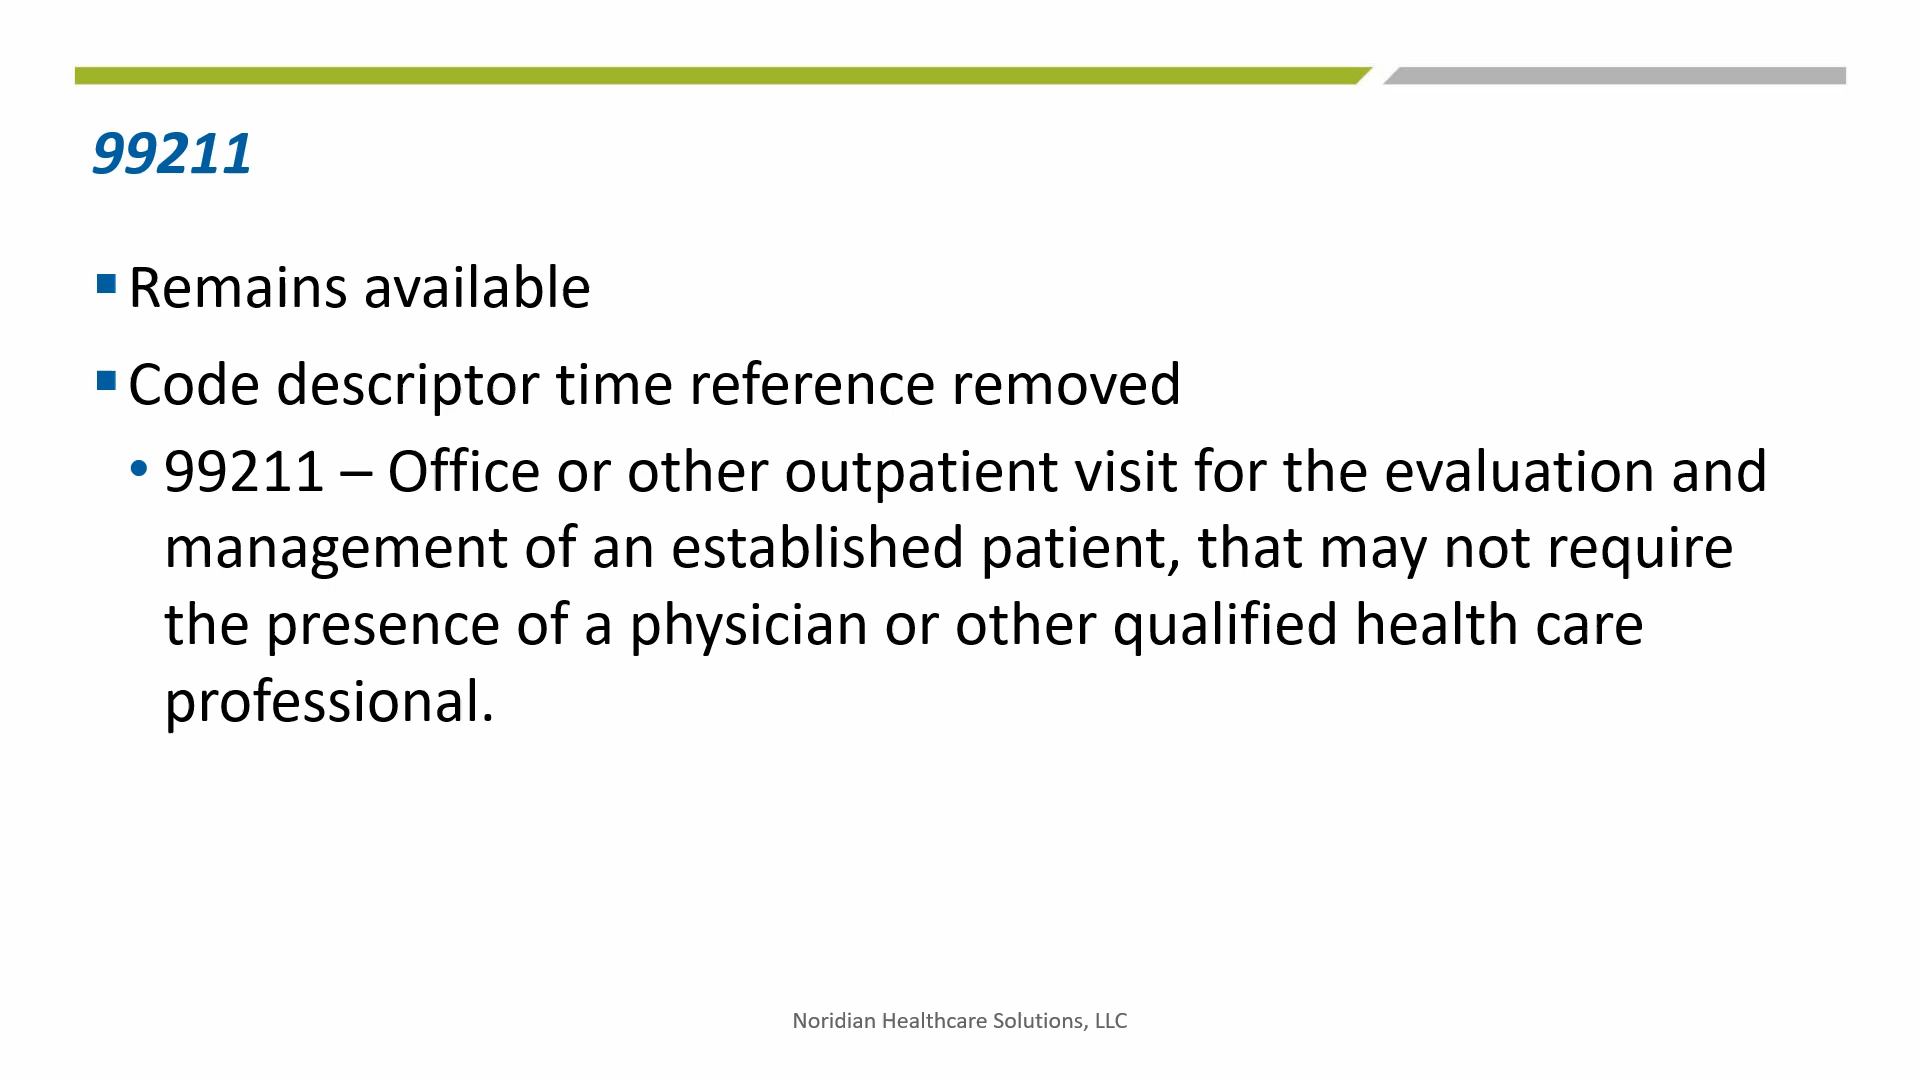 99211
▪ Remains available
▪ Code descriptor time reference removed
• 99211 – Office or other outpatient visit for the evaluation and
management of an established patient, that may not require
the presence of a physician or other qualified health care
professional.
Noridian Healthcare Solutions, LLC